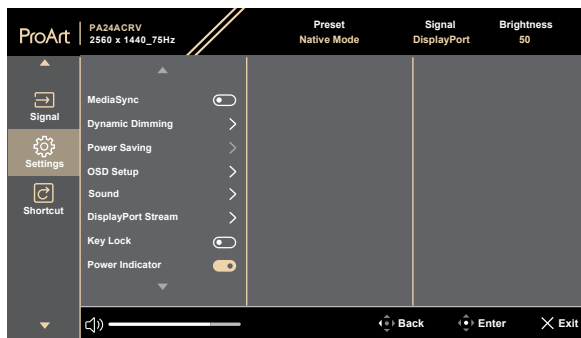 ProArt
PA24ACRV
2560 x 1440_75Hz
Preset
Native Mode
Signal
DisplayPort
Brightness
50
Signal
Settings
Shortcut
MediaSync
Dynamic Dimming
Power Saving
OSD Setup
Sound
DisplayPort Stream
Key Lock
Power Indicator
Back
Enter
Exit